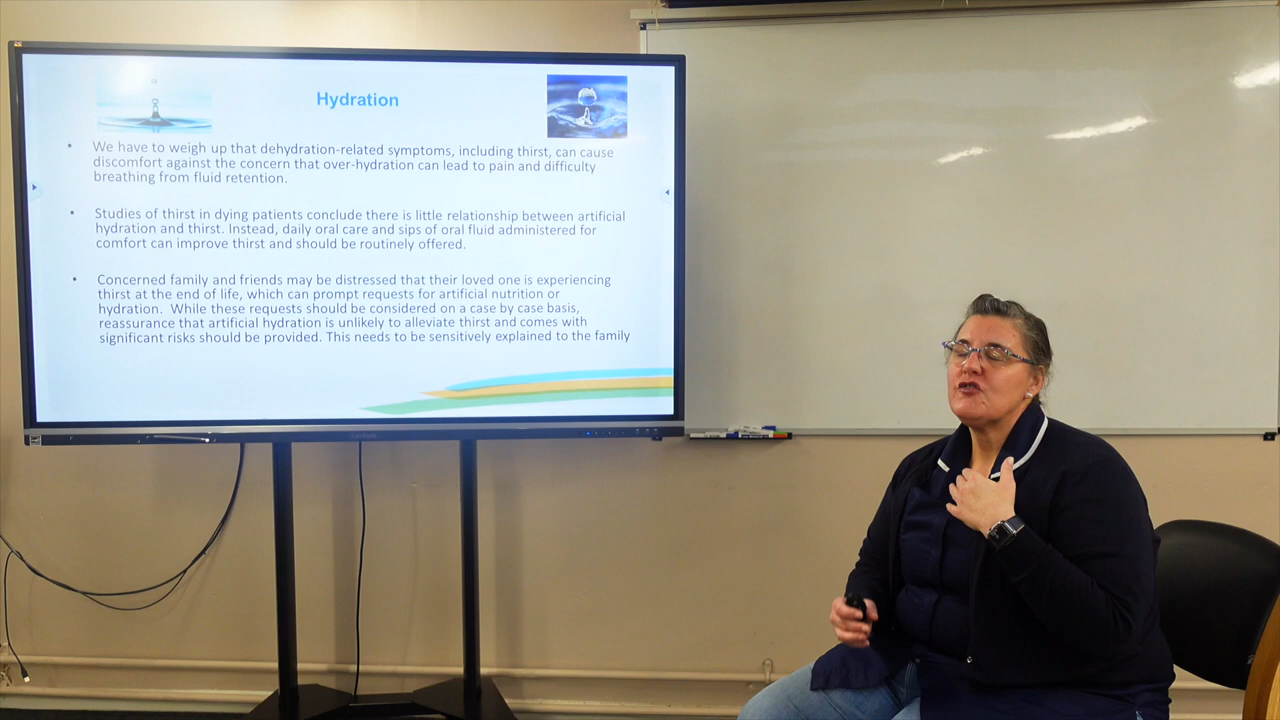 Hydration
• We have to weigh up that dehydration-related symptoms, including thirst, can cause
discomfort against the concern that over-hydration can lead to pain and difficulty
breathing from fluid retention.
• Studies of thirst in dying patients conclude there is little relationship between artificial
hydration and thirst. Instead, daily oral care and sips of oral fluid administered for
comfort can improve thirst and should be routinely offered.
• Concerned family and friends may be distressed that their loved one is experiencing
thirst at the end of life, which can prompt requests for artificial nutrition or
hydration.  While these requests should be considered on a case by case basis,
reassurance that artificial hydration is unlikely to alleviate thirst and comes with
significant risks should be provided. This needs to be sensitively explained to the family